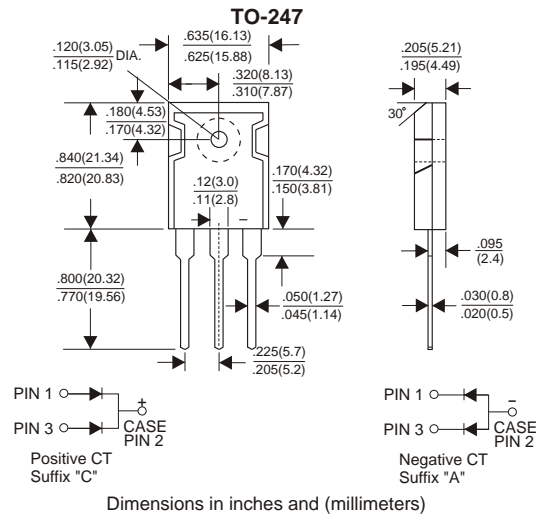 TO-247
.635(16.13)
.625(15.88)
.120(3.05)
.115(2.92)
DIA.
.320(8.13)
.310(7.87)
.205(5.21)
.195(4.49)
.180(4.53)
.170(4.32)
30°
.840(21.34)
.820(20.83)
.170(4.32)
.150(3.81)
.12(3.0)
.11(2.8)
.095
(2.4)
.800(20.32)
.770(19.56)
.050(1.27)
.045(1.14)
.030(0.8)
.020(0.5)
.225(5.7)
.205(5.2)
PIN 1
+
PIN 3
CASE
PIN 2
Positive CT
Suffix "C"
PIN 1
–
PIN 3
CASE
PIN 2
Negative CT
Suffix "A"
Dimensions in inches and (millimeters)